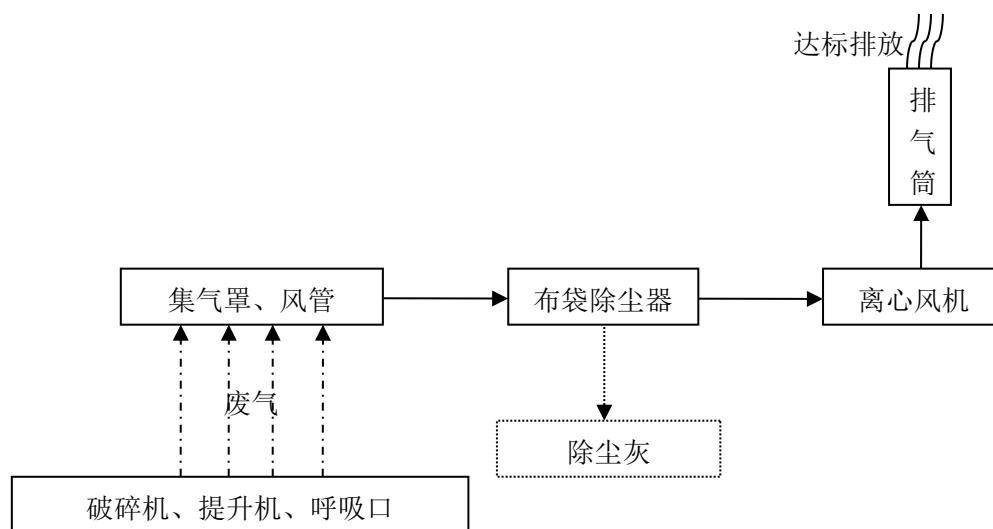 达标排放
排
气
筒
集气罩、风管
布袋除尘器
离心风机
废气
除尘灰
破碎机、提升机、呼吸口